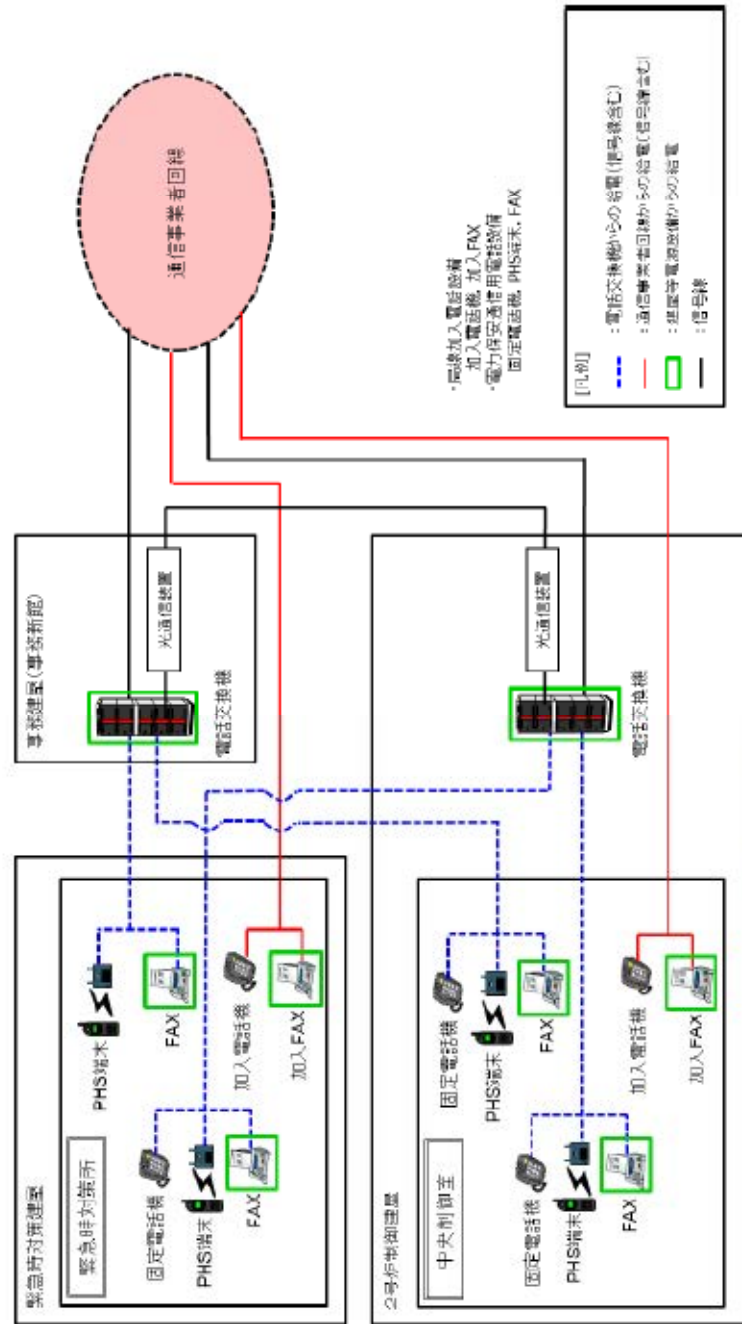 緊急時対策建屋
緊急時対策所
PHS端末
FAX
固定電話機
PHS端末
FAX
加入電話機
加入FAX
事務建屋(事務新館)
電話交換機
光通信装置
通信事業者回線
2号炉制御建屋
中央制御室
固定電話機
PHS端末
FAX
固定電話機
PHS端末
FAX
加入電話機
加入FAX
電話交換機
光通信装置
・局線加入電話設備
加入電話機, 加入FAX
・電力保安通信用電話設備
固定電話機, PHS端末, FAX
[凡例]
:電話交換機からの給電(信号線含む)
:通信事業者回線からの給電(信号線含む)
:建屋等電源設備からの給電
:信号線